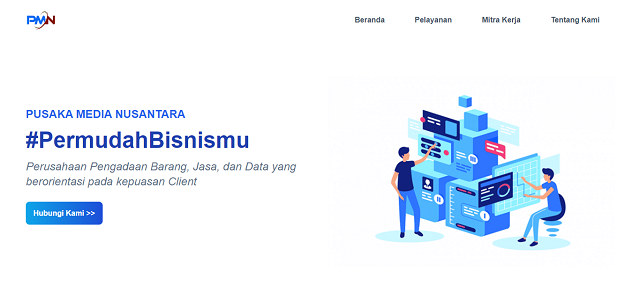 PMN
Beranda Pelayanan Mitra Kerja Tentang Kami
PUSAKA MEDIA NUSANTARA
#PermudahBisnismu
Perusahaan Pengadaan Barang, Jasa, dan Data yang
berorientasi pada kepuasan Client
Hubungi Kami >>